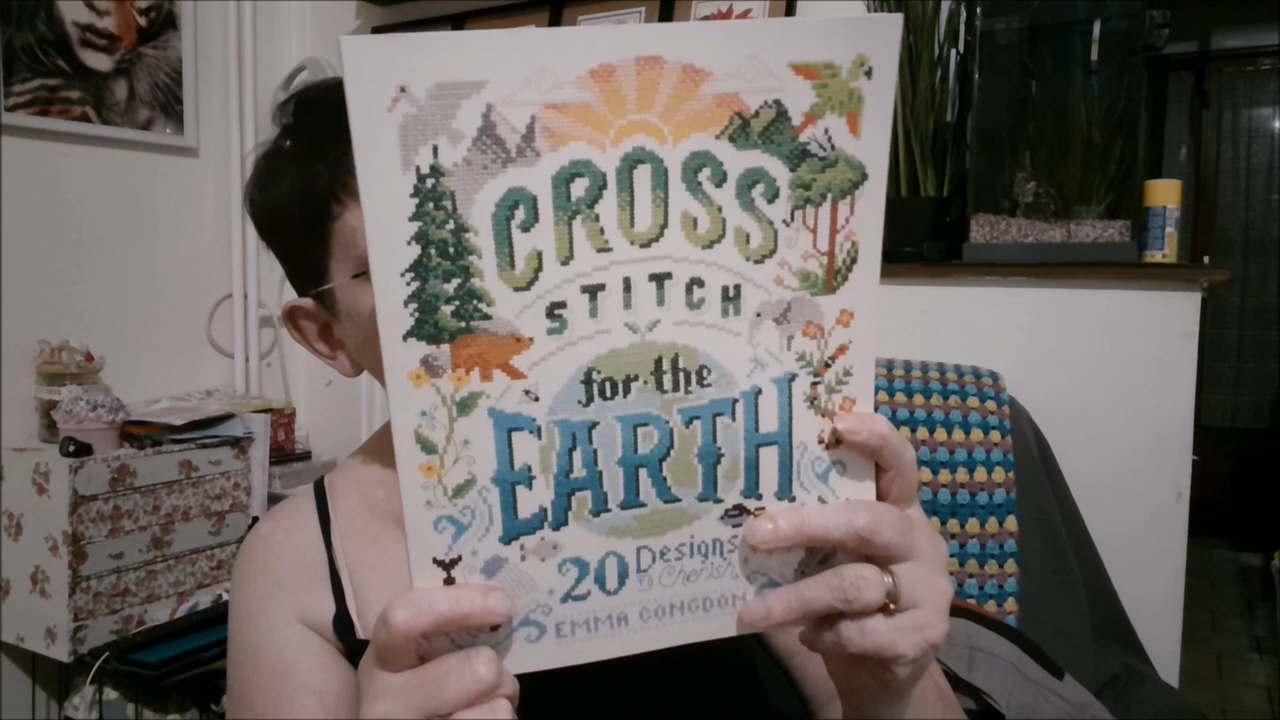 CROSS
STITCH
for the
EARTH
20 Designs
TO Cherish
EMMA CONGDON